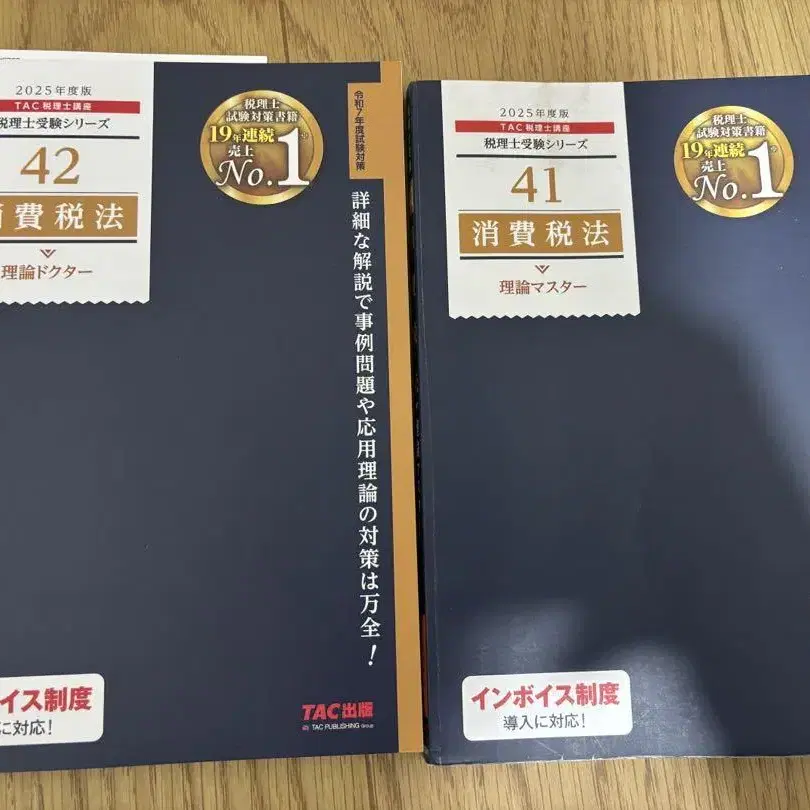 2025年度版
TAC税理士講座
税理士受験シリーズ
42
消費税法
理論ドクター
税理士
試験対策書籍
19年連続
売上
No.1
令和7年度試験対策
詳細な解説で事例問題や応用理論の対策は万全!
イス制度
に対応!
TAC出版
TAC PUBLISHING Group
2025年度版
TAC税理士講座
税理士受験シリーズ
41
消費税法
理論マスター
税理士
試験対策書籍
19年連続
売上
No.1
インボイス制度
導入に対応!